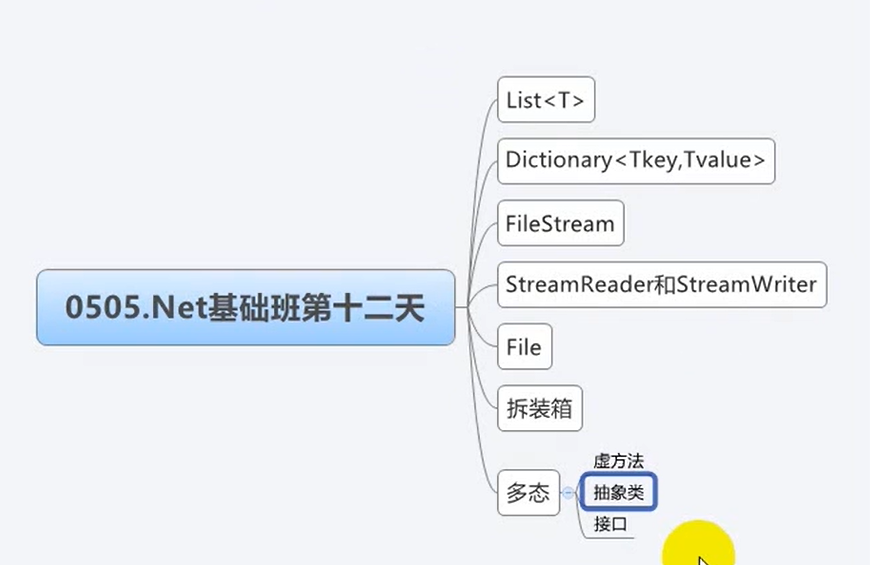 List<T>
Dictionary<Tkey,Tvalue>
FileStream
StreamReader和StreamWriter
0505.Net基础班第十二天
File
拆装箱
多态
虚方法
抽象类
接口